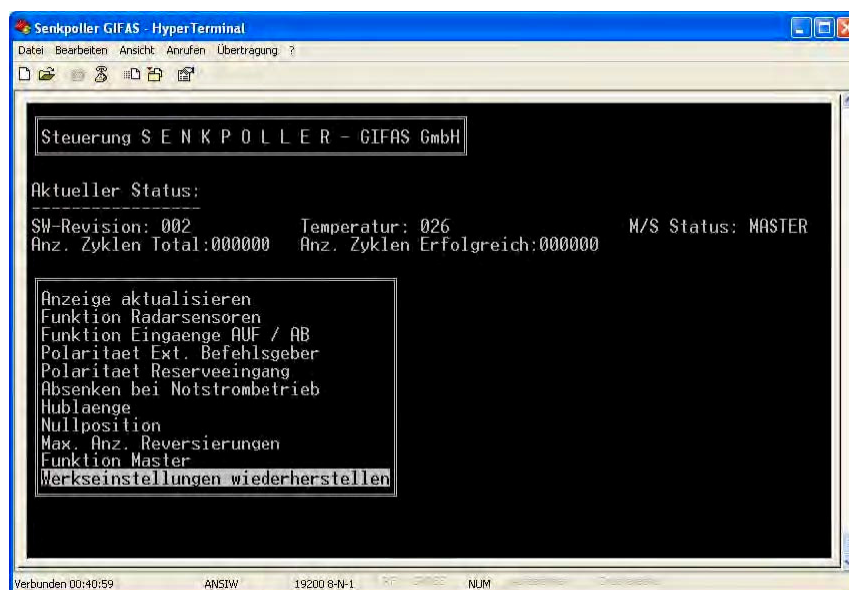 Senkpoller GIFAS - HyperTerminal
Datei Bearbeiten Ansicht Anrufen Übertragung ?
Steuerung S E N K P O L L E R - GIFAS GmbH
Aktueller Status:
-----------------
SW-Revision: 002 Temperatur: 026 M/S Status: MASTER
Anz. Zyklen Total:000000 Anz. Zyklen Erfolgreich:000000
Anzeige aktualisieren
Funktion Radarsensoren
Funktion Eingaenge AUF / AB
Polaritaet Ext. Befehlsgeber
Polaritaet Reserveeingang
Absenken bei Notstrombetrieb
Hublaenge
Nullposition
Max. Anz. Reversierungen
Funktion Master
Werkseinstellungen wiederherstellen
Verbunden 00:40:59 ANSIW 19200 8-N-1 NUM